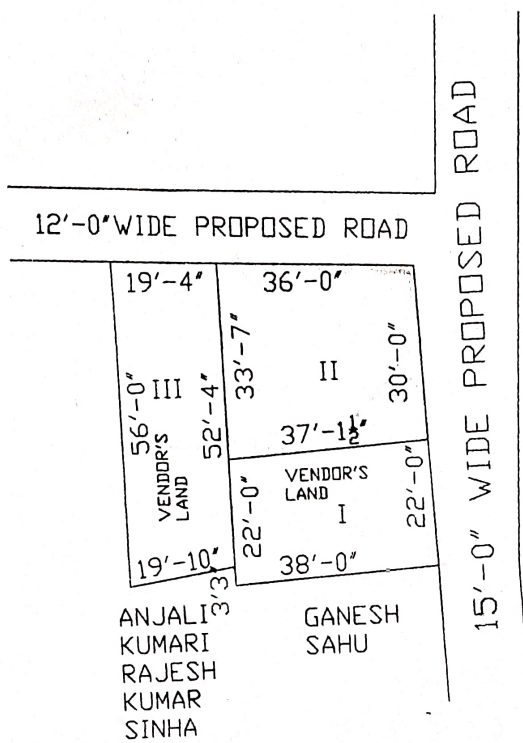 12'-0" WIDE PROPOSED ROAD
15'-0" WIDE PROPOSED ROAD
19'-4"
36'-0"
33'-7"
30'-0"
II
III
56'-0"
52'-4"
VENDOR'S
LAND
37'-1½"
VENDOR'S
LAND
I
22'-0"
22'-0"
19'-10"
38'-0"
3'3"
ANJALI
KUMARI
RAJESH
KUMAR
SINHA
GANESH
SAHU